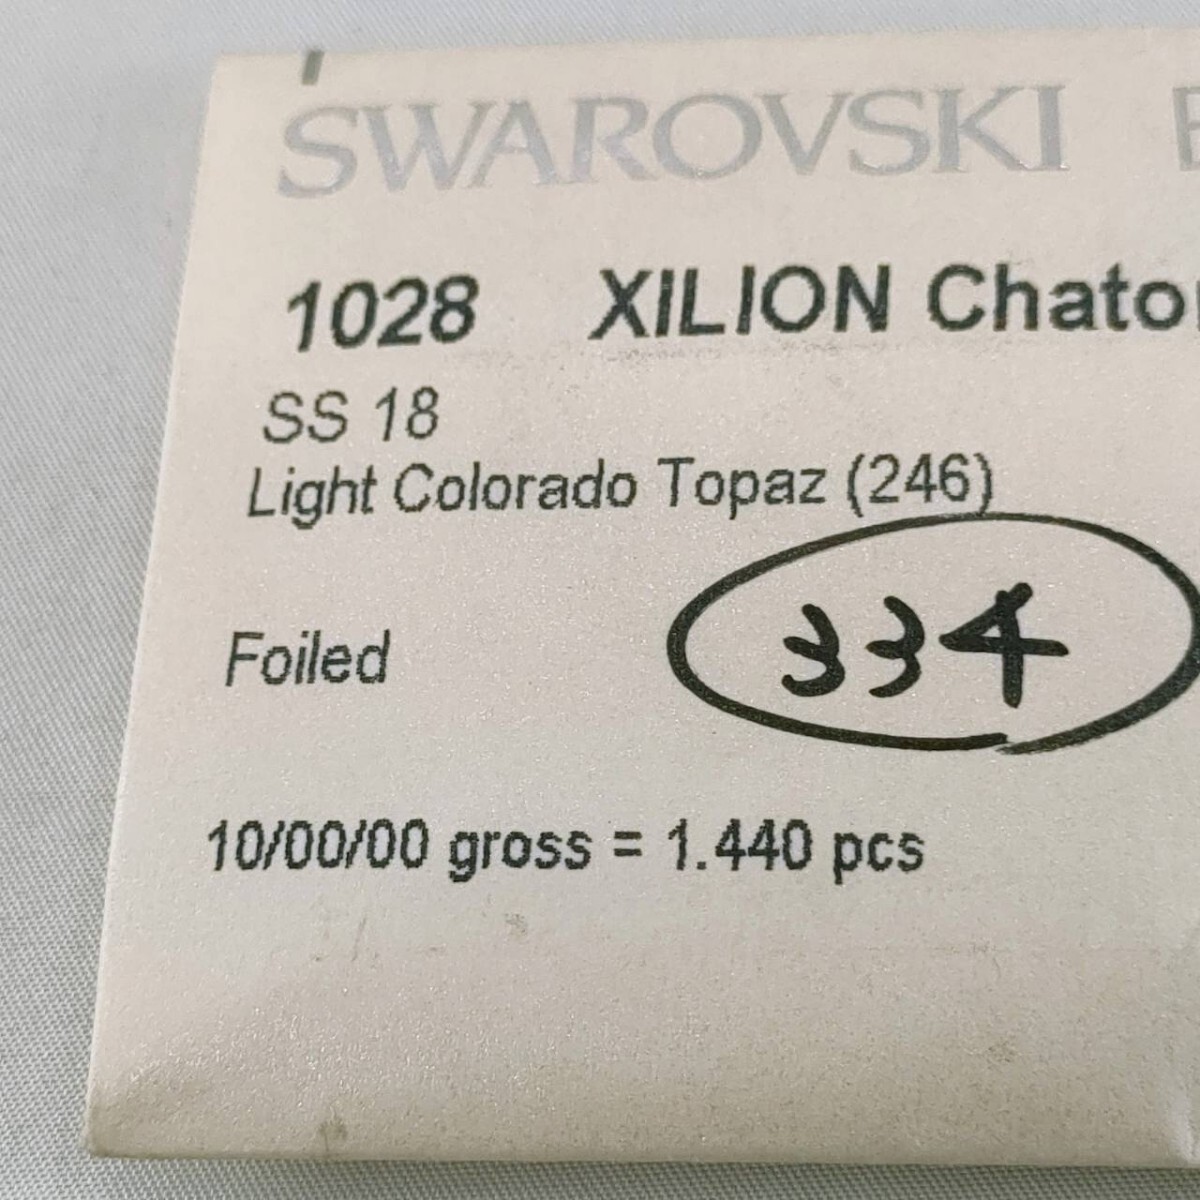 SWAROVSKI
1028 XILION Chaton
SS 18
Light Colorado Topaz (246)
334
Foiled
10/00/00 gross = 1.440 pcs